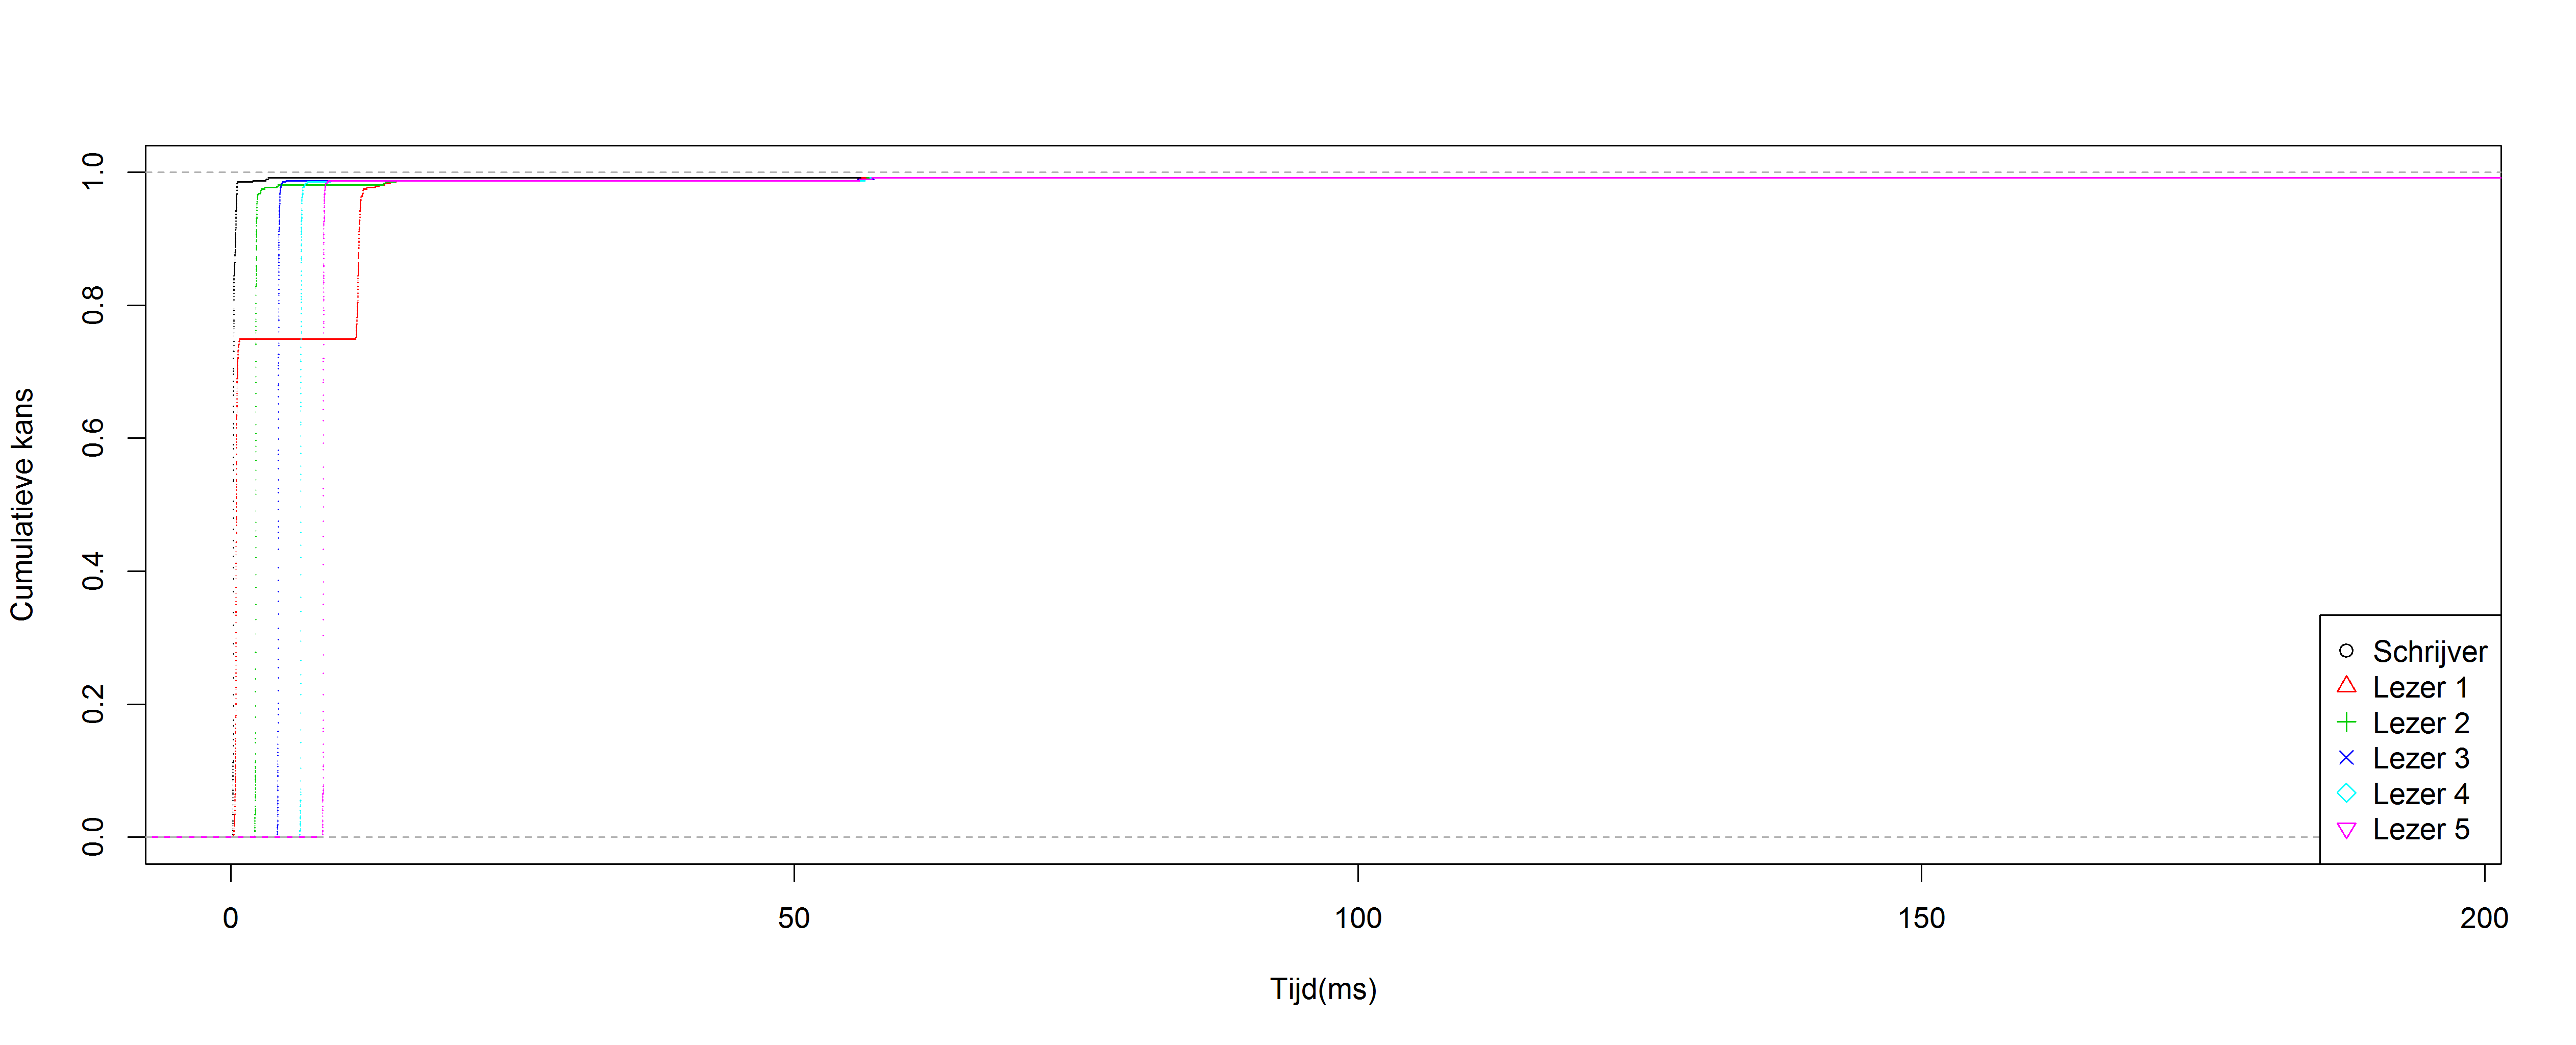 1.0
0.8
0.6
0.4
0.2
0.0
Cumulatieve kans
0
50
100
150
200
Tijd(ms)
Schrijver
Lezer 1
Lezer 2
Lezer 3
Lezer 4
Lezer 5